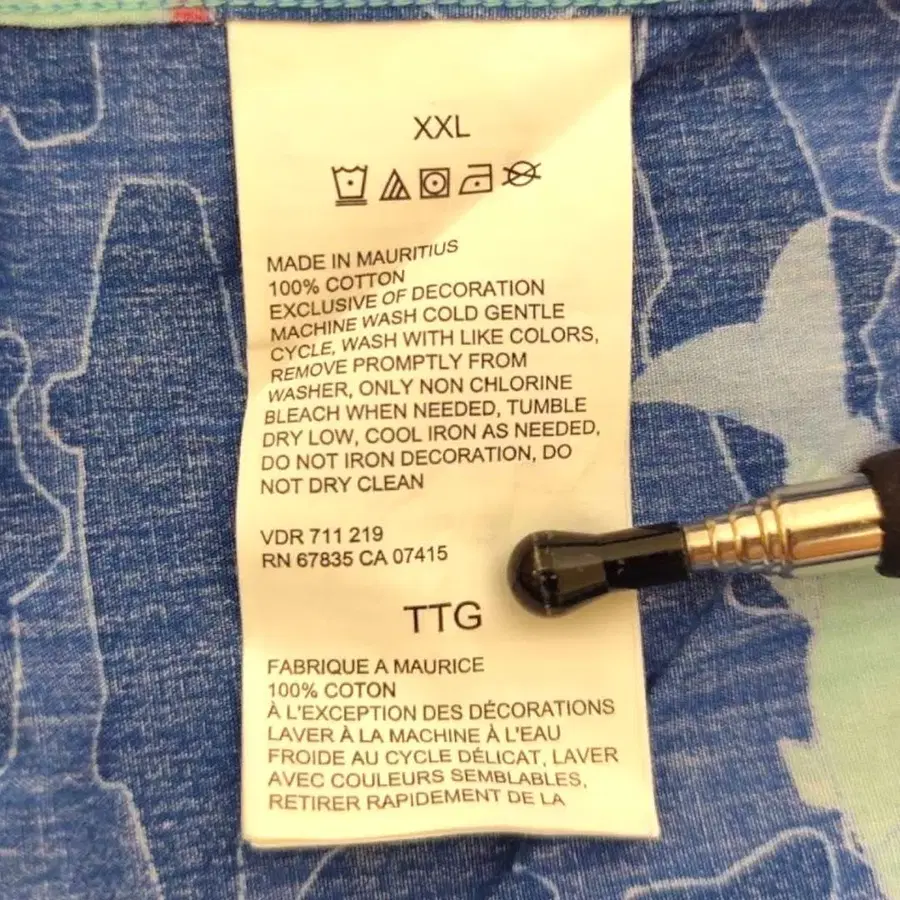 XXL
MADE IN MAURITIUS
100% COTTON
EXCLUSIVE OF DECORATION
MACHINE WASH COLD GENTLE
CYCLE, WASH WITH LIKE COLORS,
REMOVE PROMPTLY FROM
WASHER, ONLY NON CHLORINE
BLEACH WHEN NEEDED, TUMBLE
DRY LOW, COOL IRON AS NEEDED,
DO NOT IRON DECORATION, DO
NOT DRY CLEAN
VDR 711 219
RN 67835 CA 07415
TTG
FABRIQUE A MAURICE
100% COTON
À L'EXCEPTION DES DÉCORATIONS
LAVER À LA MACHINE À L'EAU
FROIDE AU CYCLE DÉLICAT, LAVER
AVEC COULEURS SEMBLABLES,
RETIRER RAPIDEMENT DE LA